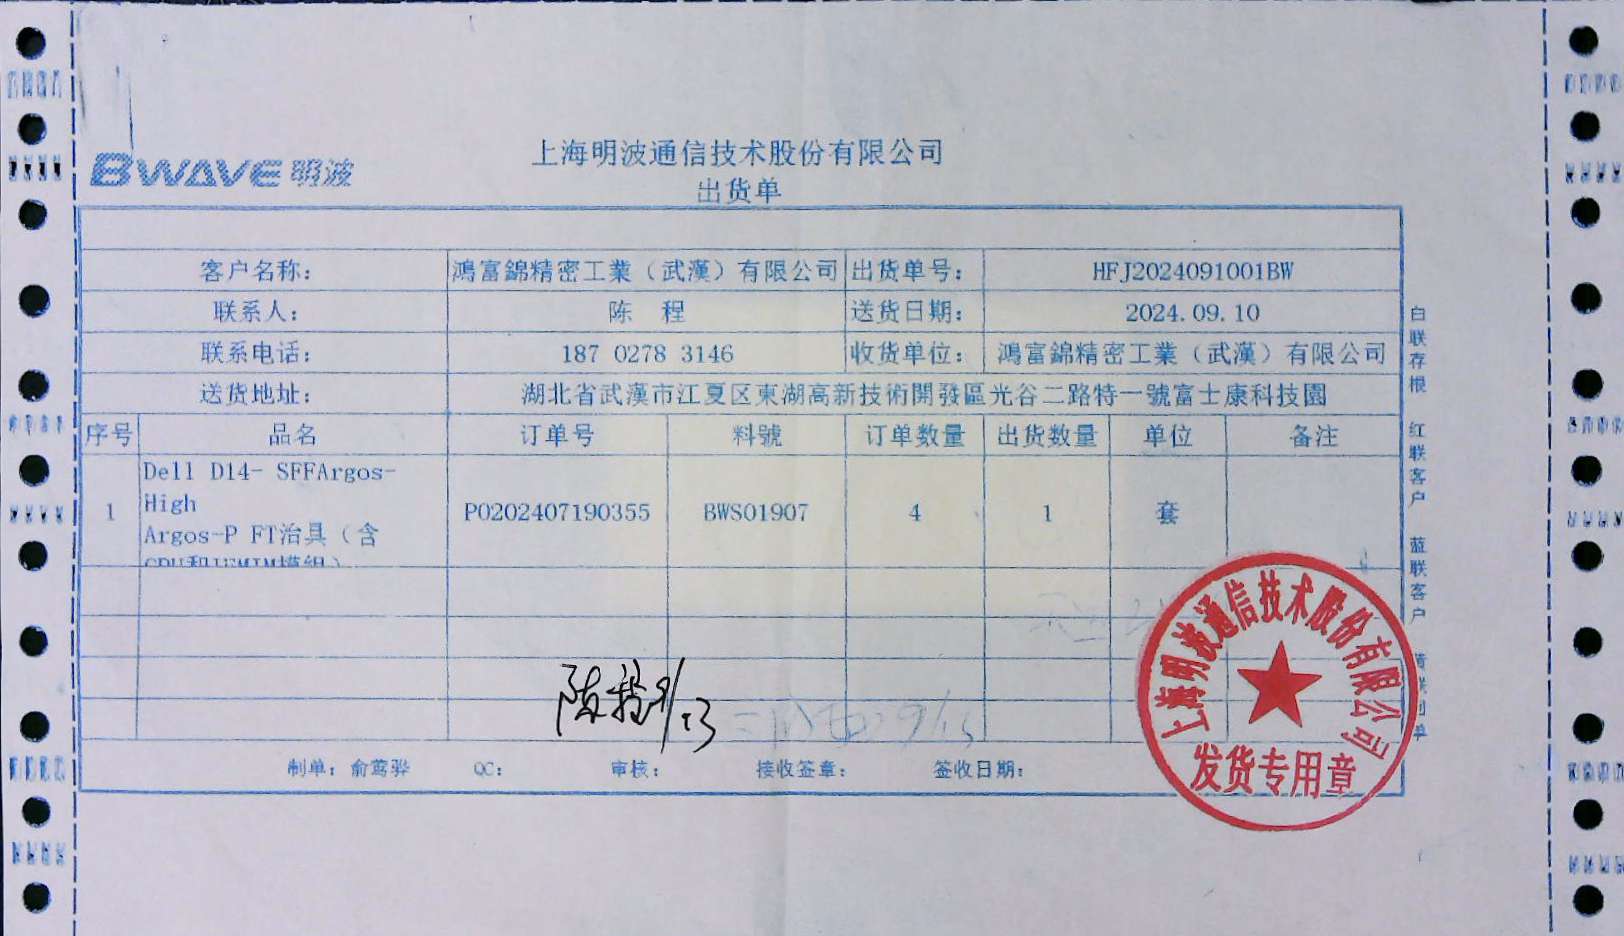 BWAVE 明波
上海明波通信技术股份有限公司
出货单
客户名称: 鴻富錦精密工業（武漢）有限公司 出货单号: HFJ2024091001BW
联系人: 陈 程 送货日期: 2024.09.10
联系电话: 187 0278 3146 收货单位: 鴻富錦精密工業（武漢）有限公司
送货地址: 湖北省武漢市江夏区東湖高新技術開發區光谷二路特一號富士康科技園
序号 品名 订单号 料號 订单数量 出货数量 单位 备注
1 Dell D14- SFFArgos-High Argos-P FT治具（含 PO202407190355 BWS01907 4 1 套
陈程 9/13
制单: 俞莺骅 QC: 审核: 接收签章: 签收日期:
白联存根 红联客户 蓝联客户
上海明波通信技术股份有限公司
发货专用章